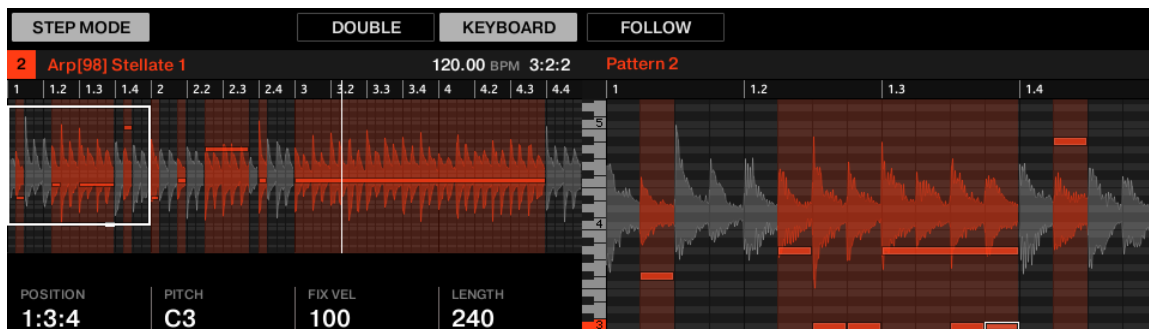 STEP MODE DOUBLE KEYBOARD FOLLOW
2 Arp[98] Stellate 1 120.00 BPM 3:2:2 Pattern 2
1 1.2 1.3 1.4 2 2.2 2.3 2.4 3 3.2 3.3 3.4 4 4.2 4.3 4.4 1 1.2 1.3 1.4
5
4
POSITION PITCH FIX VEL LENGTH
1:3:4 C3 100 240
3